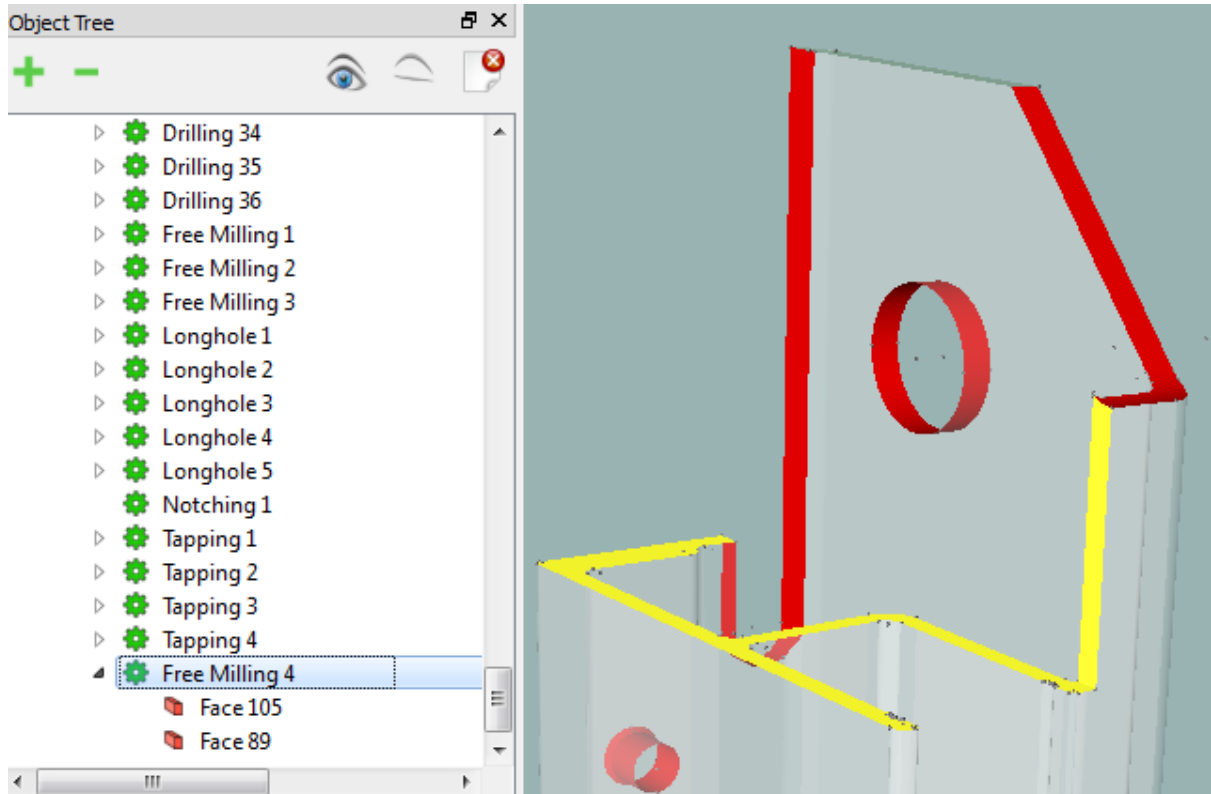 Object Tree
Drilling 34
Drilling 35
Drilling 36
Free Milling 1
Free Milling 2
Free Milling 3
Longhole 1
Longhole 2
Longhole 3
Longhole 4
Longhole 5
Notching 1
Tapping 1
Tapping 2
Tapping 3
Tapping 4
Free Milling 4
Face 105
Face 89